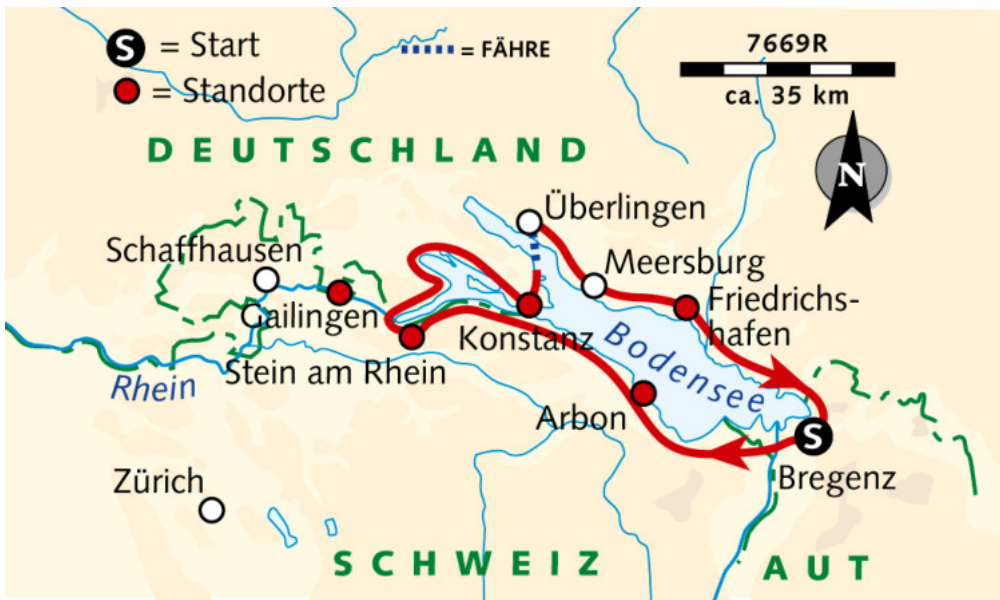 S = Start
= FÄHRE
7669R
= Standorte
ca. 35 km
DEUTSCHLAND
N
Überlingen
Schaffhausen
Meersburg
Gailingen
Friedrichs-
hafen
Konstanz
Bodensee
Rhein
Stein am Rhein
Arbon
S
Bregenz
Zürich
SCHWEIZ
AUT